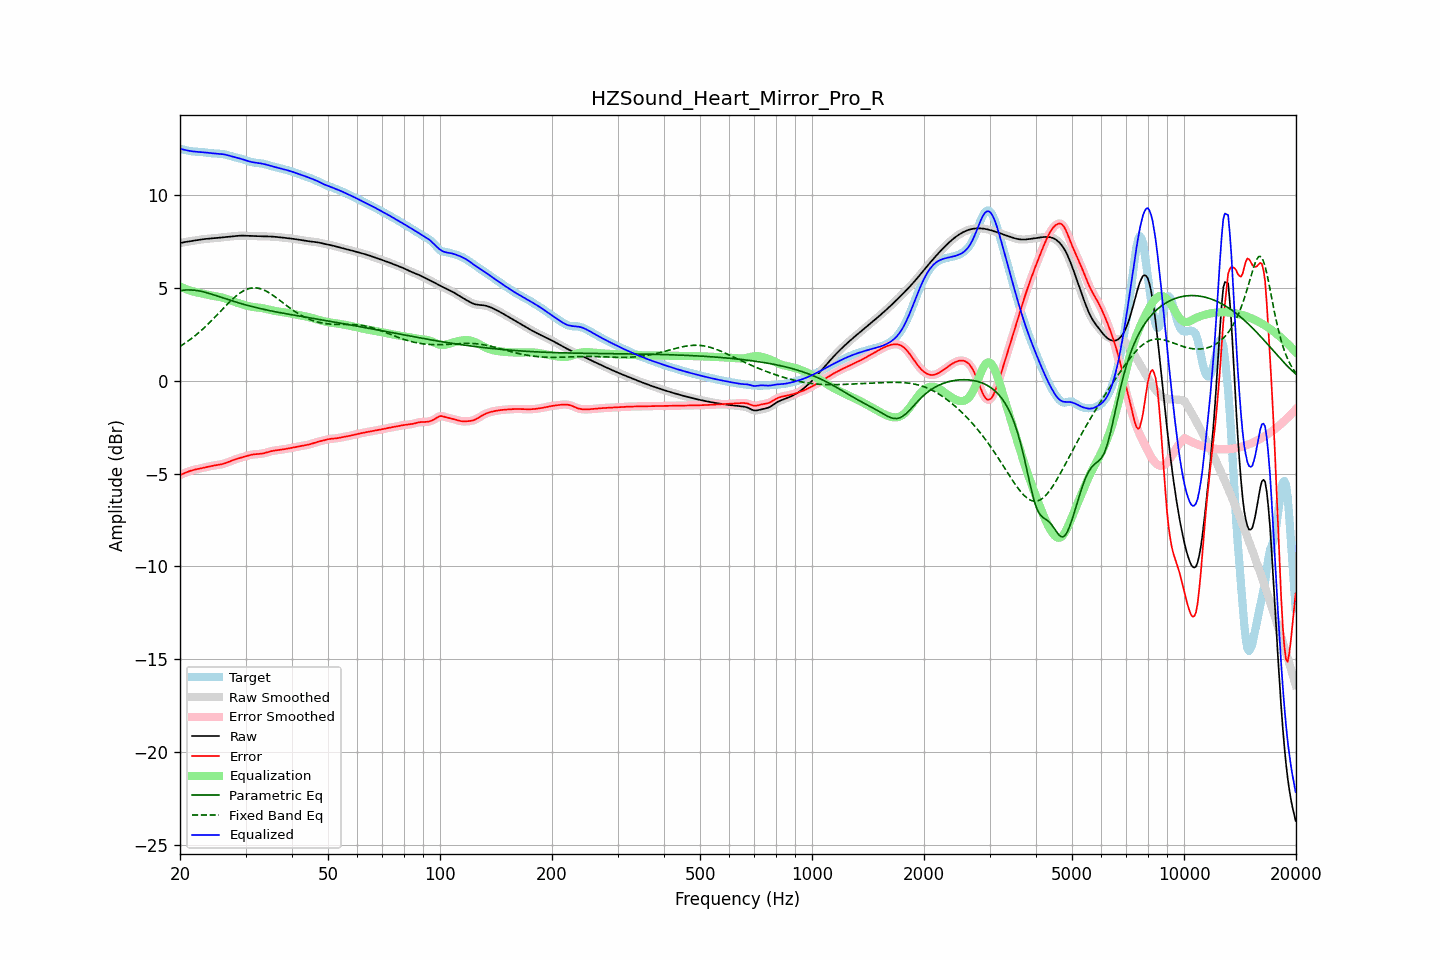 HZSound_Heart_Mirror_Pro_R
10
5
0
−5
−10
−15
−20
−25
Amplitude (dBr)
Target
Raw Smoothed
Error Smoothed
Raw
Error
Equalization
Parametric Eq
Fixed Band Eq
Equalized
20 50 100 200 500 1000 2000 5000 10000 20000
Frequency (Hz)